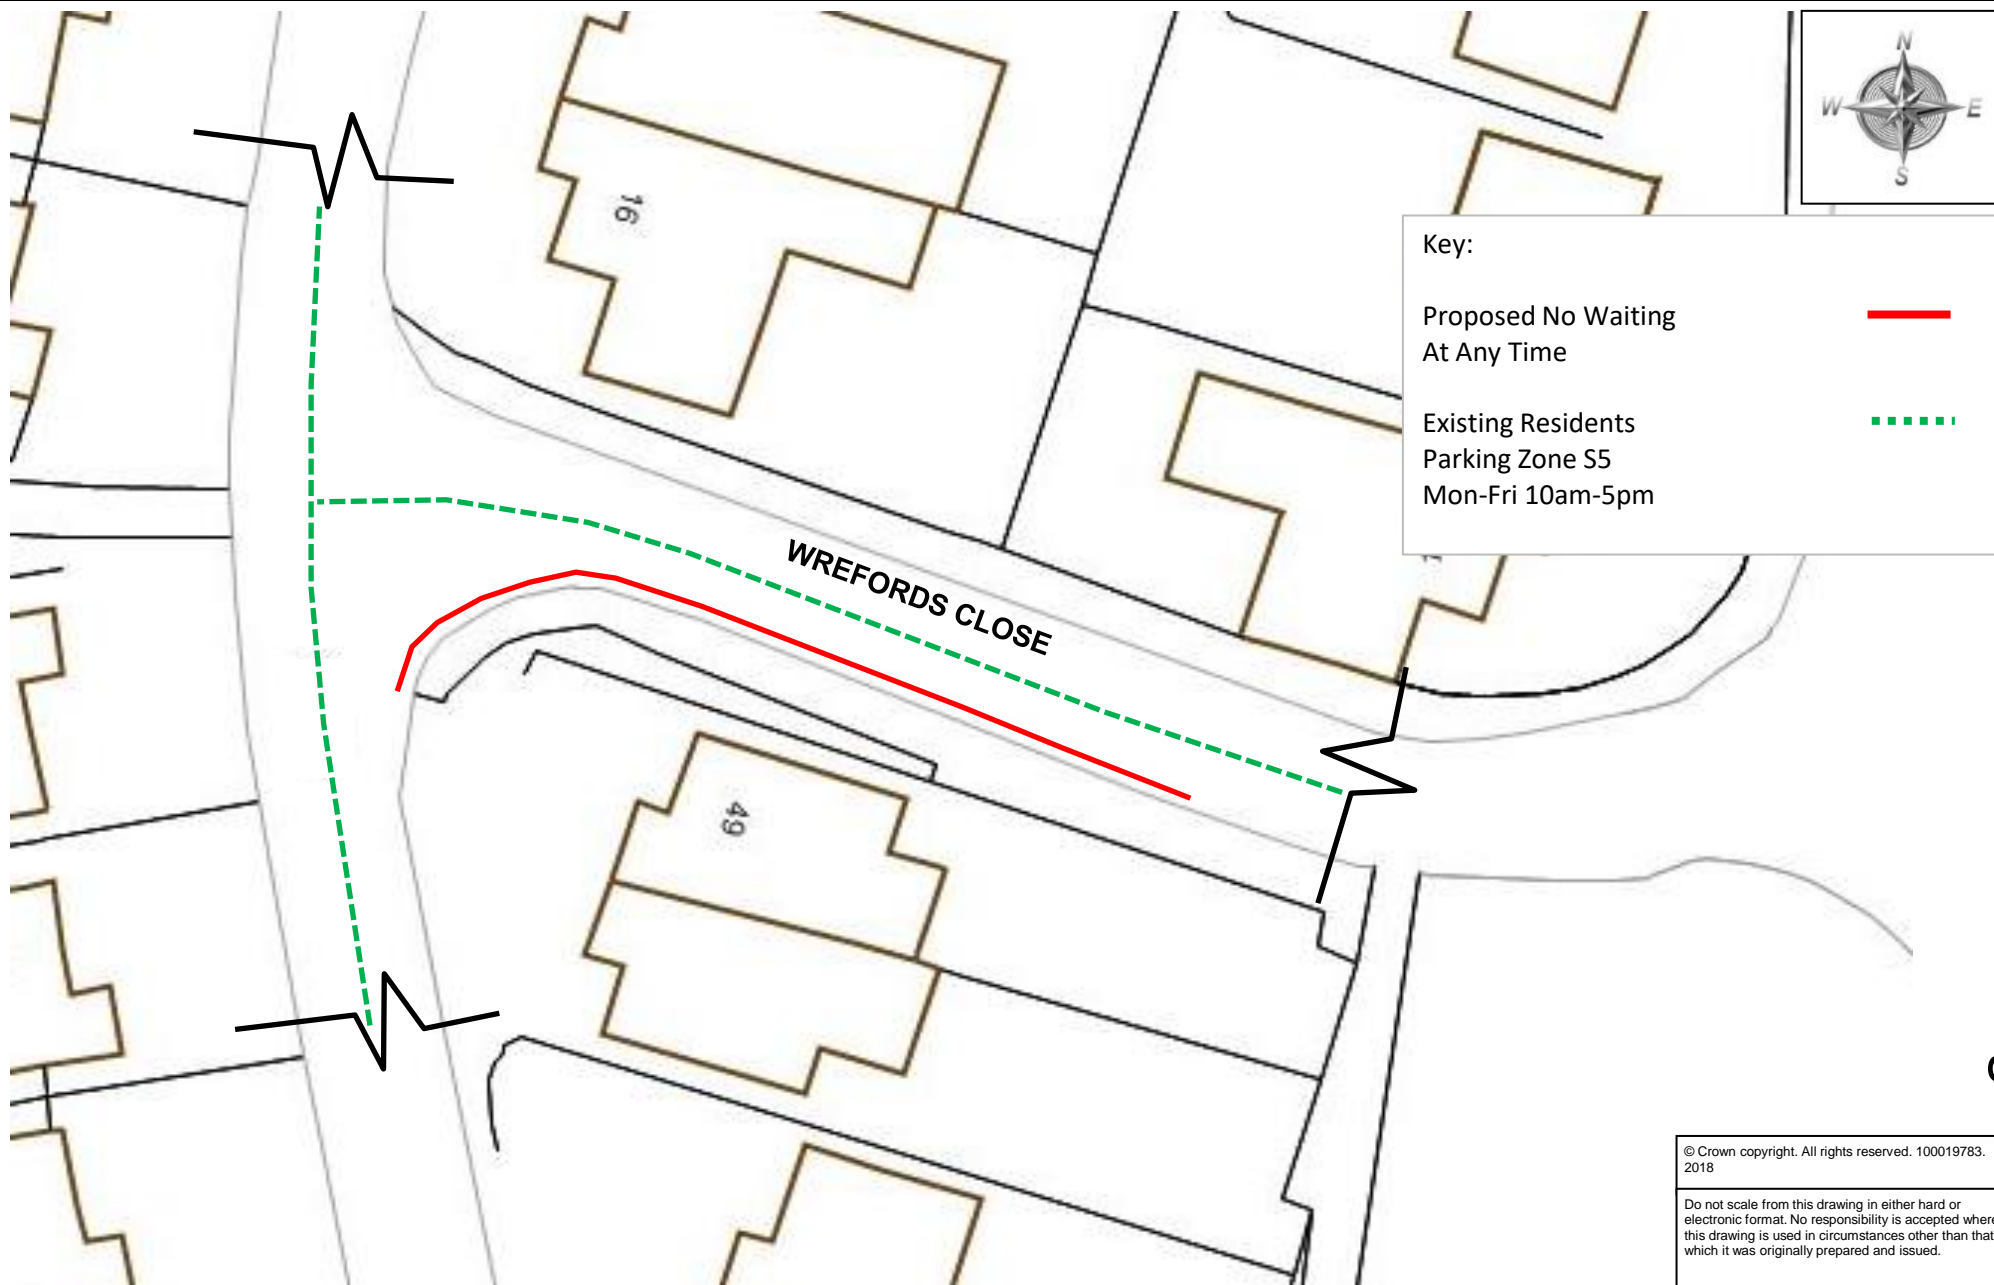 N
W E
S
Key:
Proposed No Waiting
At Any Time
Existing Residents
Parking Zone S5
Mon-Fri 10am-5pm
16
WREFORDS CLOSE
49
© Crown copyright. All rights reserved. 100019783.
2018
Do not scale from this drawing in either hard or
electronic format. No responsibility is accepted where
this drawing is used in circumstances other than that
which it was originally prepared and issued.